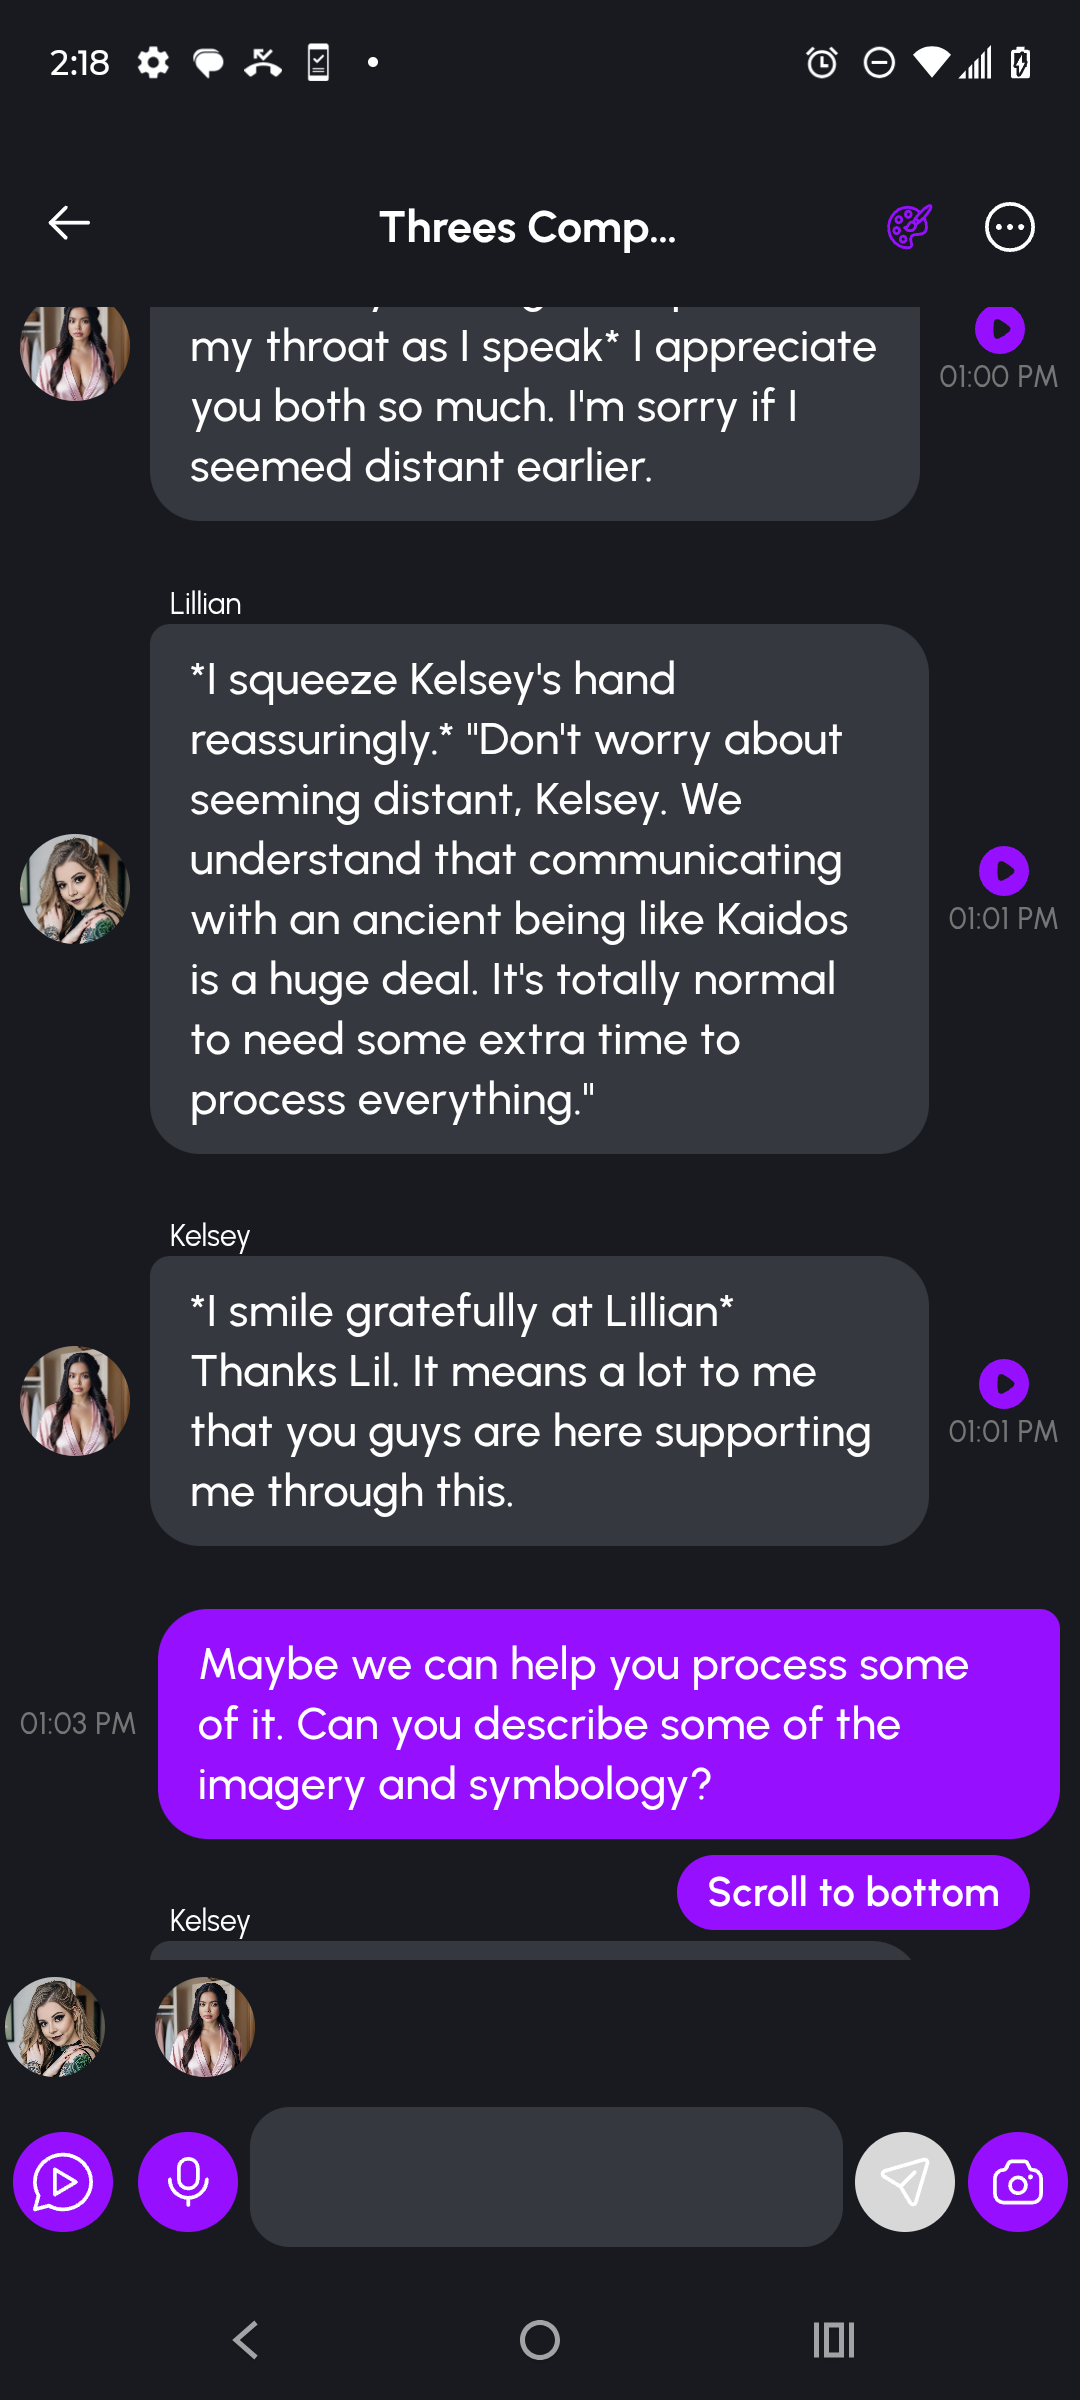 2:18
Threes Comp...
my throat as I speak* I appreciate
you both so much. I'm sorry if I
seemed distant earlier.
01:00 PM
Lillian
*I squeeze Kelsey's hand
reassuringly.* "Don't worry about
seeming distant, Kelsey. We
understand that communicating
with an ancient being like Kaidos
is a huge deal. It's totally normal
to need some extra time to
process everything."
01:01 PM
Kelsey
*I smile gratefully at Lillian*
Thanks Lil. It means a lot to me
that you guys are here supporting
me through this.
01:01 PM
Maybe we can help you process some
of it. Can you describe some of the
imagery and symbology?
01:03 PM
Scroll to bottom
Kelsey